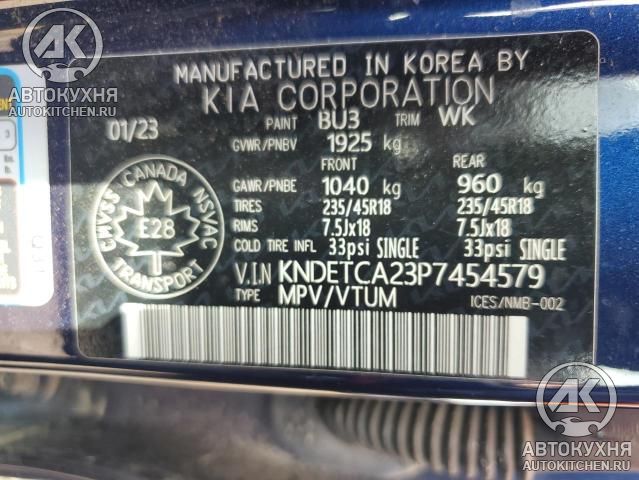 MANUFACTURED IN KOREA BY
KIA CORPORATION
01/23 PAINT BU3 TRIM WK
GVWR/PNBV 1925 kg
FRONT REAR
GAWR/PNBE 1040 kg 960 kg
TIRES 235/45R18 235/45R18
RIMS 7.5Jx18 7.5Jx18
COLD TIRE INFL 33psi SINGLE 33psi SINGLE
V.I.N KNDETCA23P7454579
TYPE MPV/VTUM ICES/NMB-002
CANADA
CMVSS NSVAC
E28
TRANSPORT
АВТОКУХНЯ
AUTOKITCHEN.RU
АВТОКУХНЯ
AUTOKITCHEN.RU